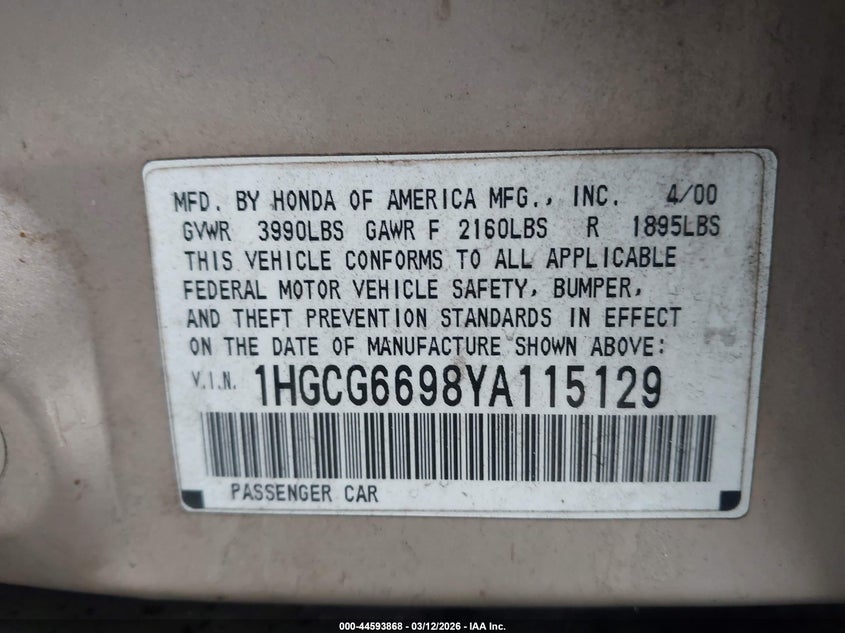 MFD. BY HONDA OF AMERICA MFG., INC. 4/00
GVWR 3990LBS GAWR F 2160LBS R 1895LBS
THIS VEHICLE CONFORMS TO ALL APPLICABLE
FEDERAL MOTOR VEHICLE SAFETY, BUMPER,
AND THEFT PREVENTION STANDARDS IN EFFECT
ON THE DATE OF MANUFACTURE SHOWN ABOVE:
V.I.N. 1HGCG6698YA115129
PASSENGER CAR
000-44593868 - 03/12/2026 - IAA Inc.